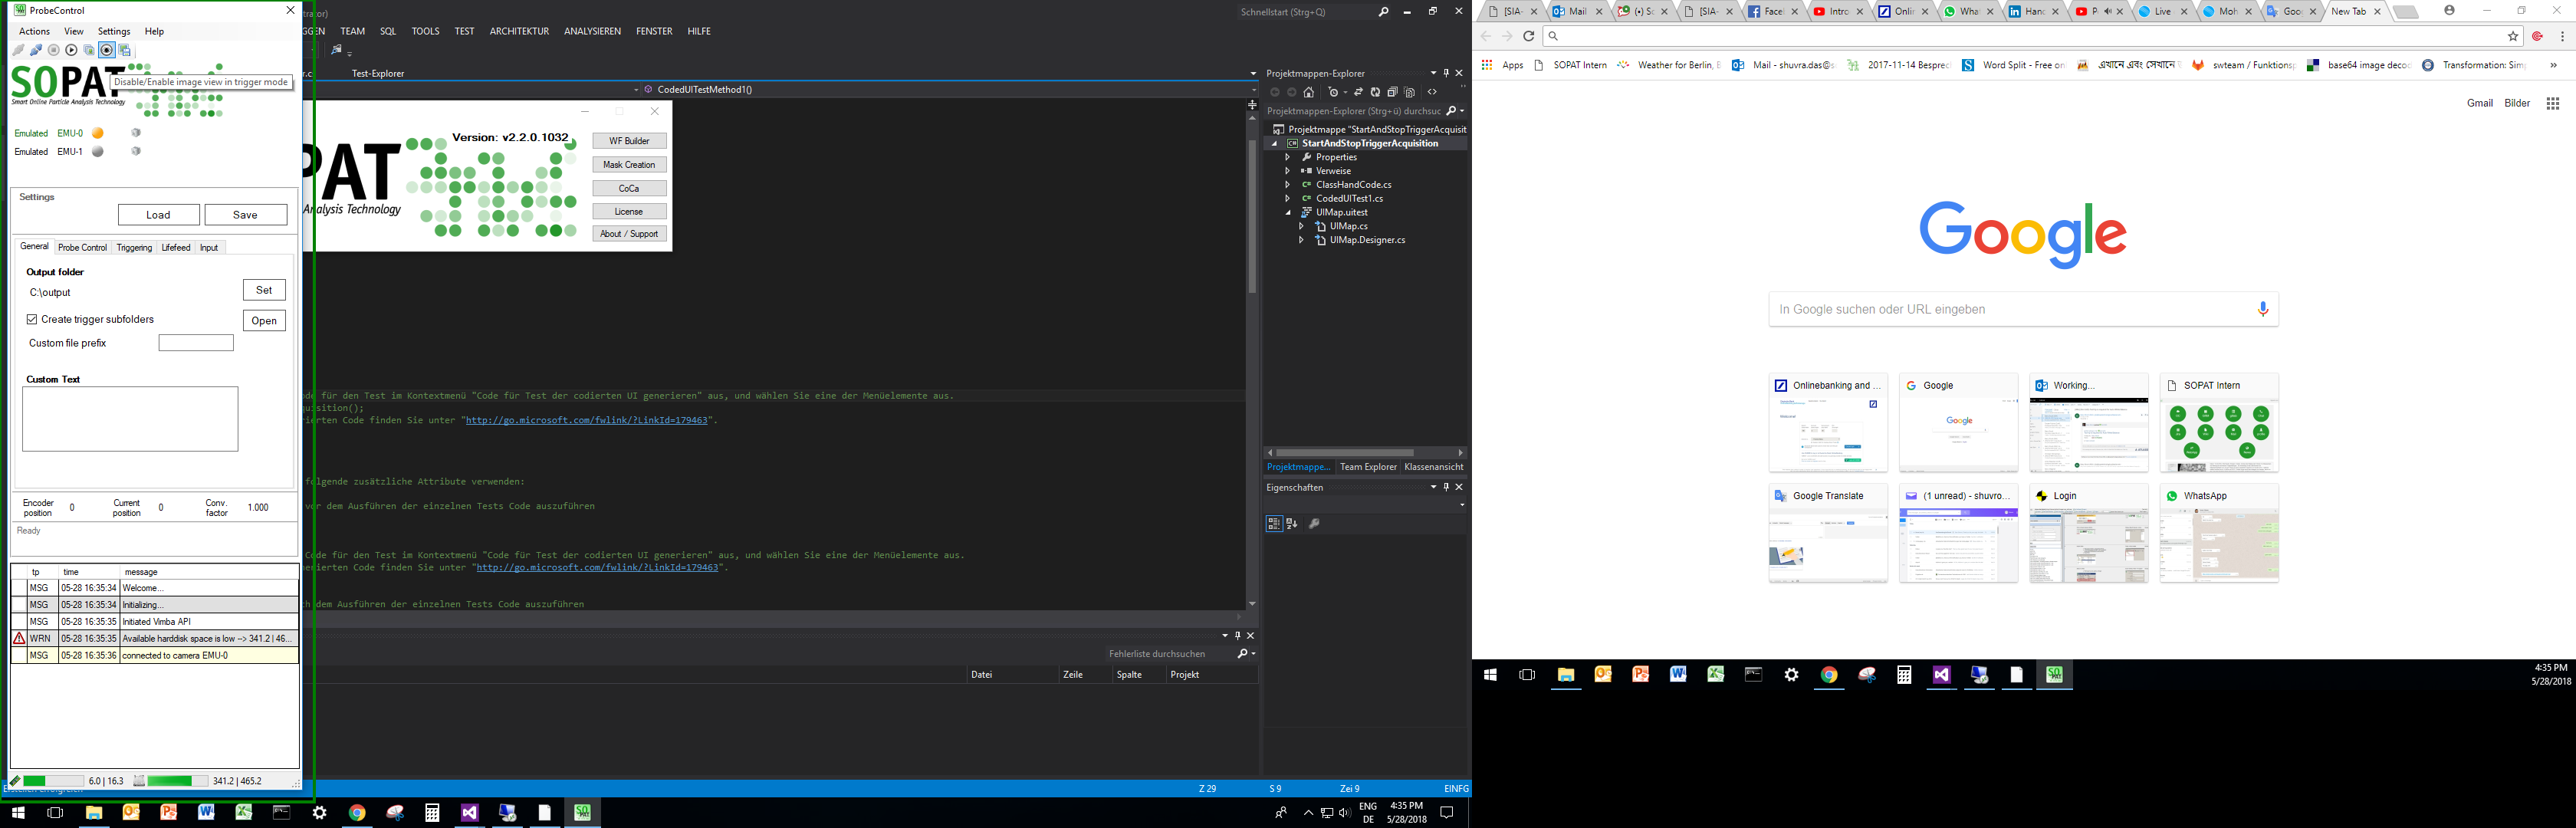 ProbeControl
Actions View Settings Help
SOPAT
Smart Online Particle Analysis Technology
Disable/Enable image view in trigger mode
Emulated EMU-0
Emulated EMU-1
Settings
Load Save
General Probe Control Triggering Lifefeed Input
Output folder
C:\output
Set
Create trigger subfolders
Open
Custom file prefix
Custom Text
Encoder position 0 Current position 0 Conv. factor 1.000
Ready
tp time message
MSG 05-28 16:35:34 Welcome...
MSG 05-28 16:35:34 Initializing...
MSG 05-28 16:35:35 Initiated Vimba API
WRN 05-28 16:35:35 Available harddisk space is low --> 341.2 | 46...
MSG 05-28 16:35:36 connected to camera EMU-0
6.0 | 16.3 341.2 | 465.2
trator)
Schnellstart (Strg+Q)
GEN TEAM SQL TOOLS TEST ARCHITEKTUR ANALYSIEREN FENSTER HILFE
r.c Test-Explorer
CodedUITestMethod1()
PAT
Analysis Technology
Version: v2.2.0.1032
WF Builder
Mask Creation
CoCa
License
About / Support
ode für den Test im Kontextmenü "Code für Test der codierten UI generieren" aus, und wählen Sie eine der Menüelemente aus.
uisition();
rierten Code finden Sie unter "http://go.microsoft.com/fwlink/?LinkId=179463".
folgende zusätzliche Attribute verwenden:
vor dem Ausführen der einzelnen Tests Code auszuführen
Code für den Test im Kontextmenü "Code für Test der codierten UI generieren" aus, und wählen Sie eine der Menüelemente aus.
nerierten Code finden Sie unter "http://go.microsoft.com/fwlink/?LinkId=179463".
ch dem Ausführen der einzelnen Tests Code auszuführen
Fehlerliste durchsuchen
Datei Zeile Spalte Projekt
Z 29 S 9 Zei 9 EINFG
Projektmappen-Explorer
Projektmappen-Explorer (Strg+ü) durchsuc
Projektmappe "StartAndStopTriggerAcquisit
StartAndStopTriggerAcquisition
Properties
Verweise
ClassHandCode.cs
CodedUITest1.cs
UIMap.uitest
UIMap.cs
UIMap.Designer.cs
Projektmappe... Team Explorer Klassenansicht
Eigenschaften
ENG
DE
4:35 PM
5/28/2018
[SIA- Mail (•) Sc [SIA- Face Intro Onlin What Hanc P Live Moh Goog New Tab
Apps SOPAT Intern Weather for Berlin, B Mail - shuvra.das@s 2017-11-14 Besprec Word Split - Free on এখানে এবং সেখানে swteam / Funktions base64 image deco Transformation: Sim »
Gmail Bilder
Google
In Google suchen oder URL eingeben
Onlinebanking and ... Google Working... SOPAT Intern
Google Translate (1 unread) - shuvro... Login WhatsApp
4:35 PM
5/28/2018